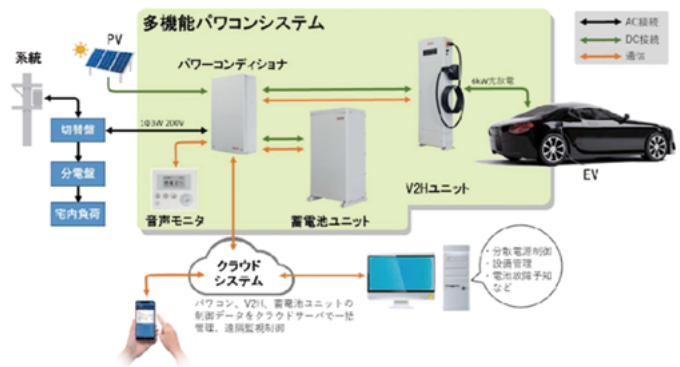 多機能パワコンシステム
AC接続
DC接続
通信
PV
系統
パワーコンディショナ
6kW充放電
切替盤
1Φ3W 200V
分電盤
宅内負荷
音声モニタ
蓄電池ユニット
V2Hユニット
EV
クラウド
システム
・分散電源制御
・設備管理
・電池故障予知
など
パワコン、V2H、蓄電池ユニットの
制御データをクラウドサーバで一括
管理、遠隔監視制御